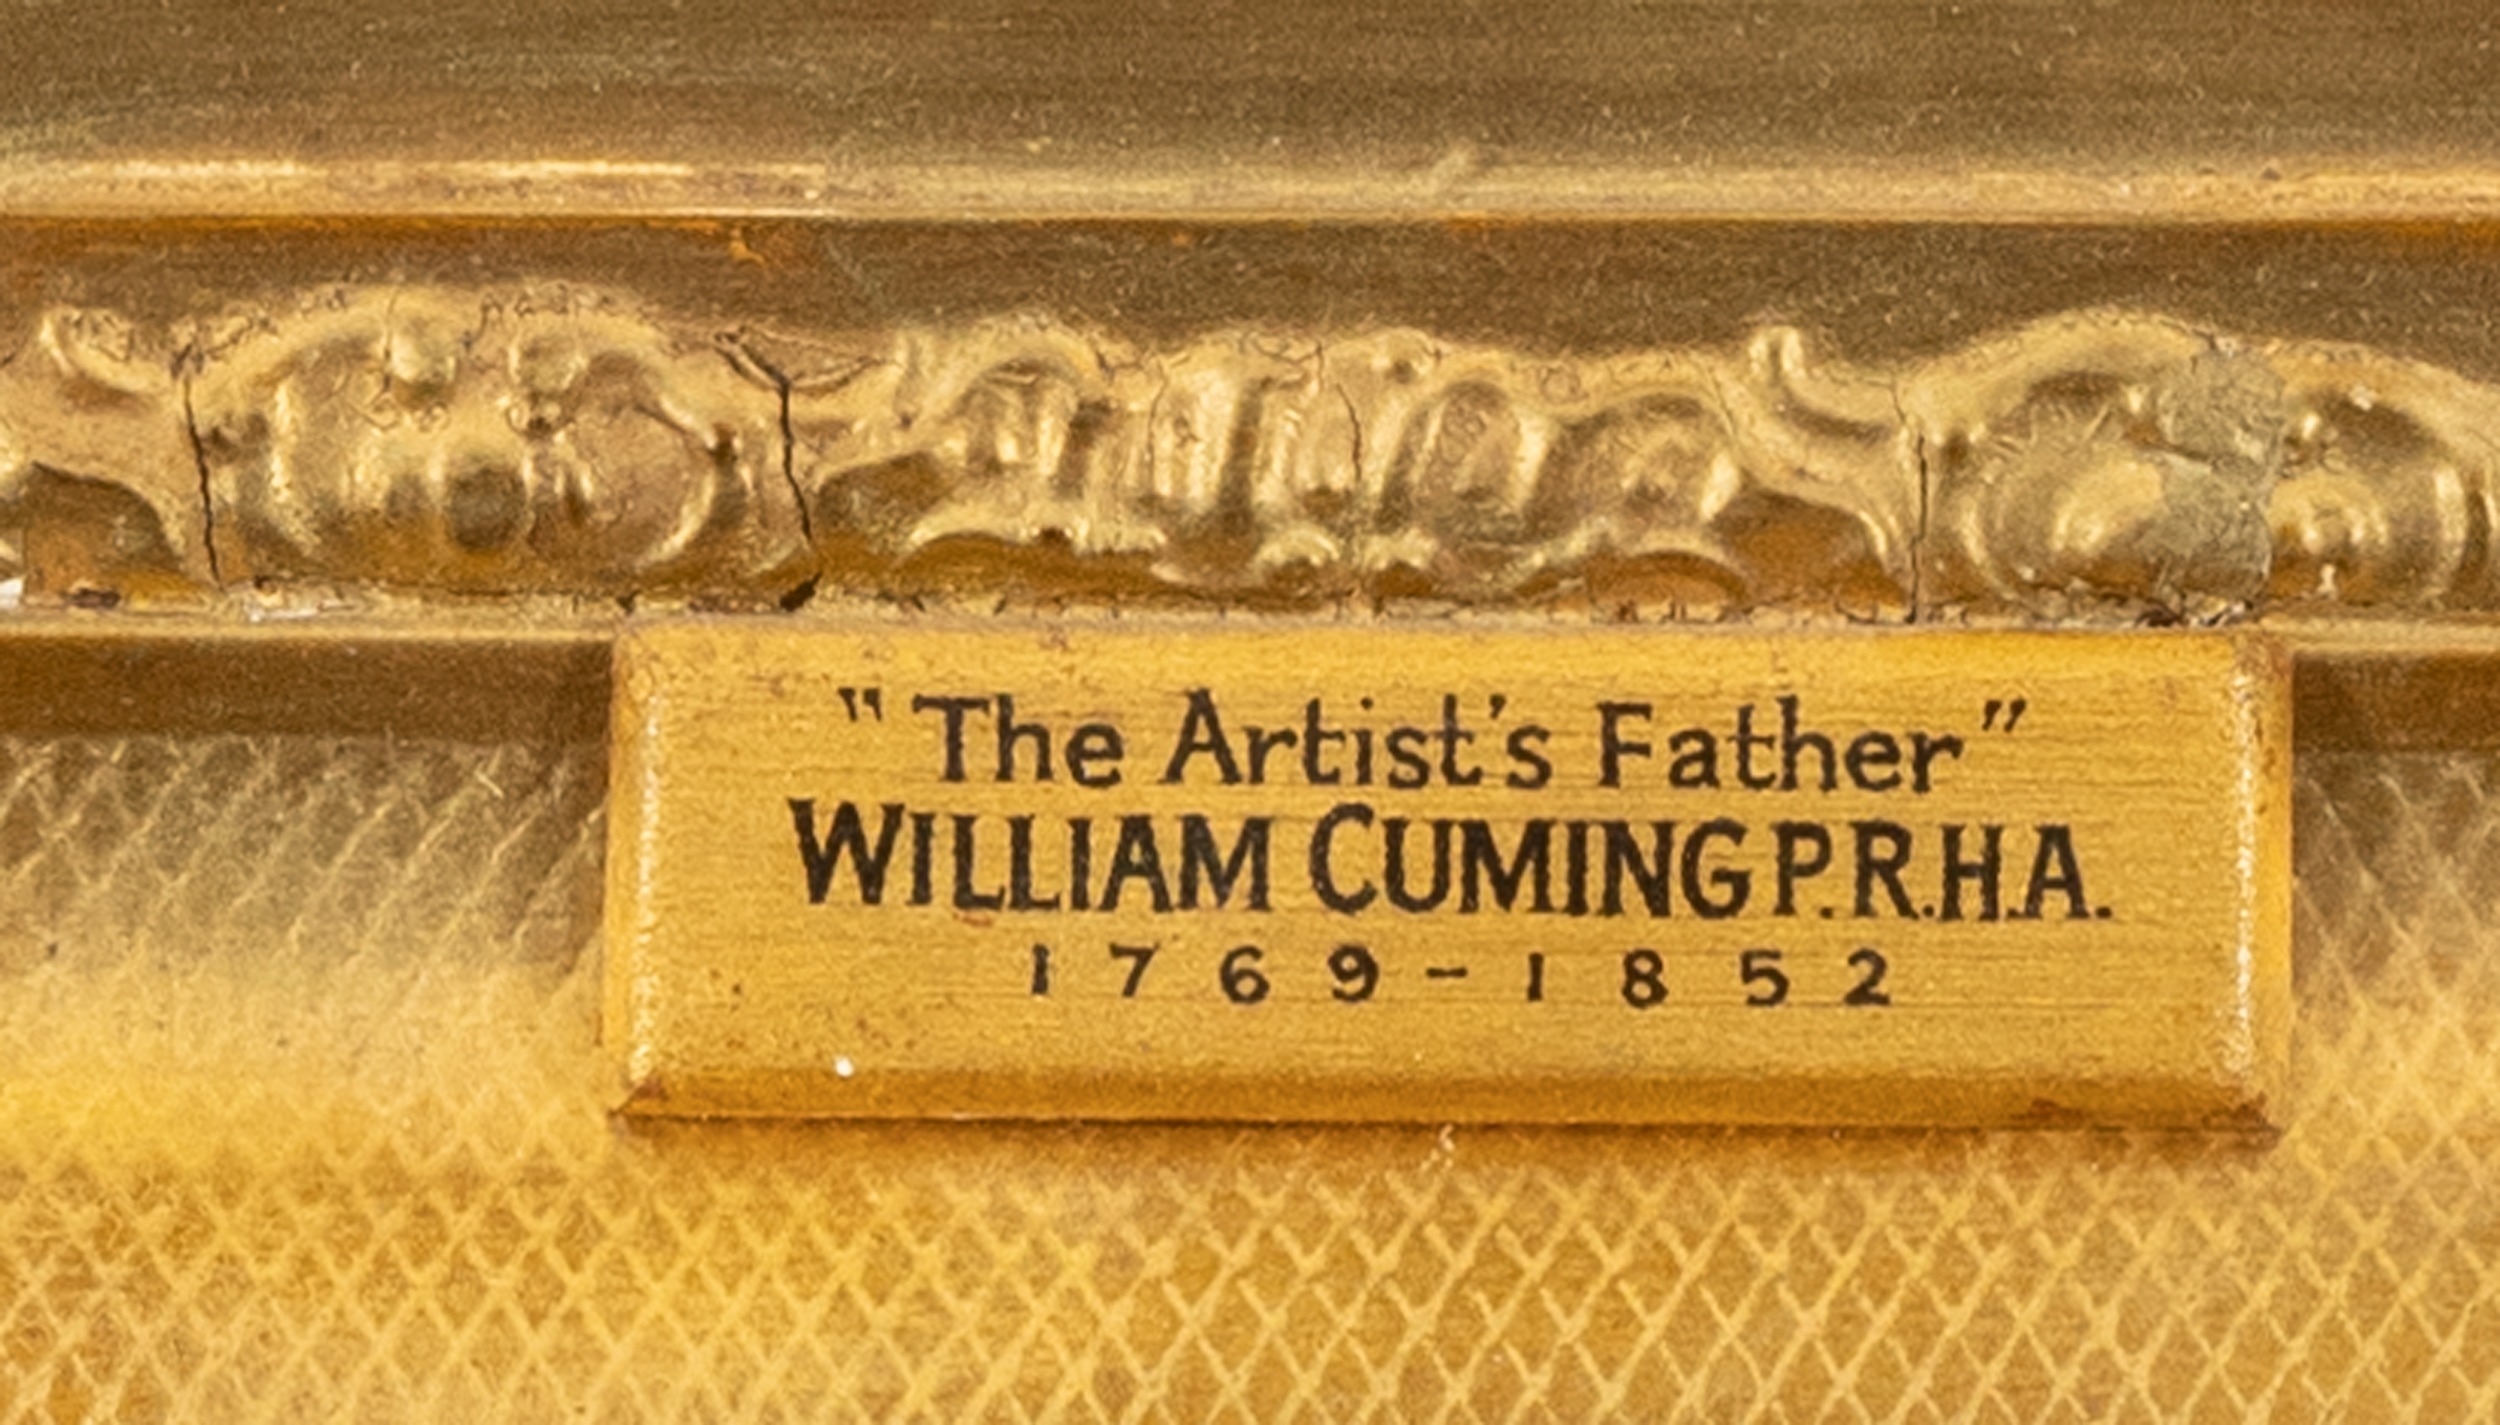 "The Artist's Father"
WILLIAM CUMING P.R.H.A.
1769-1852